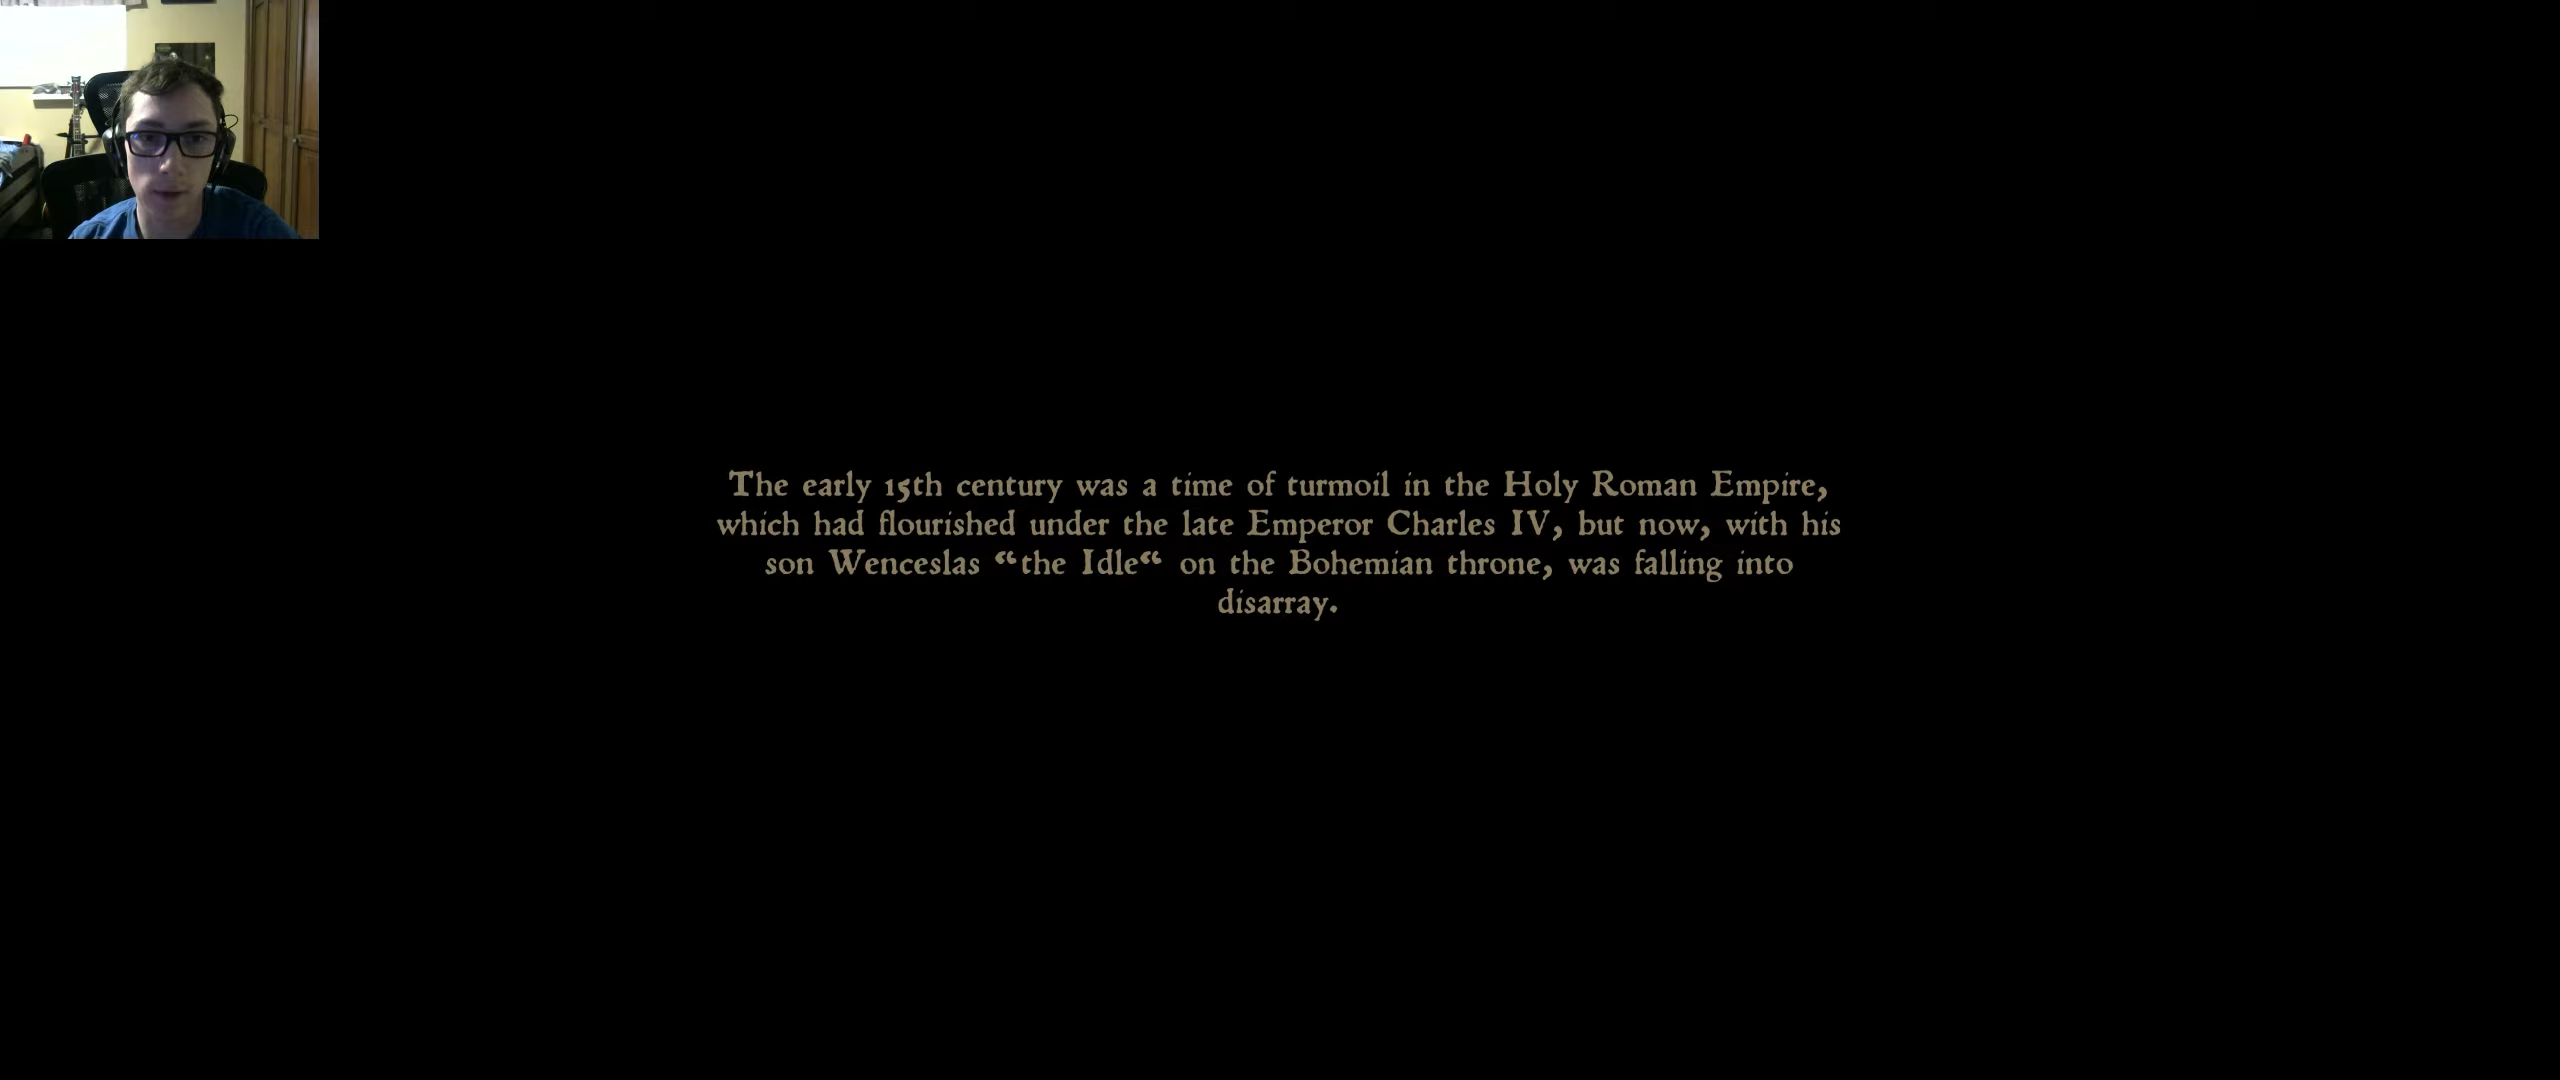 The early 15th century was a time of turmoil in the Holy Roman Empire,
which had flourished under the late Emperor Charles IV, but now, with his
son Wenceslas “the Idle“ on the Bohemian throne, was falling into
disarray.